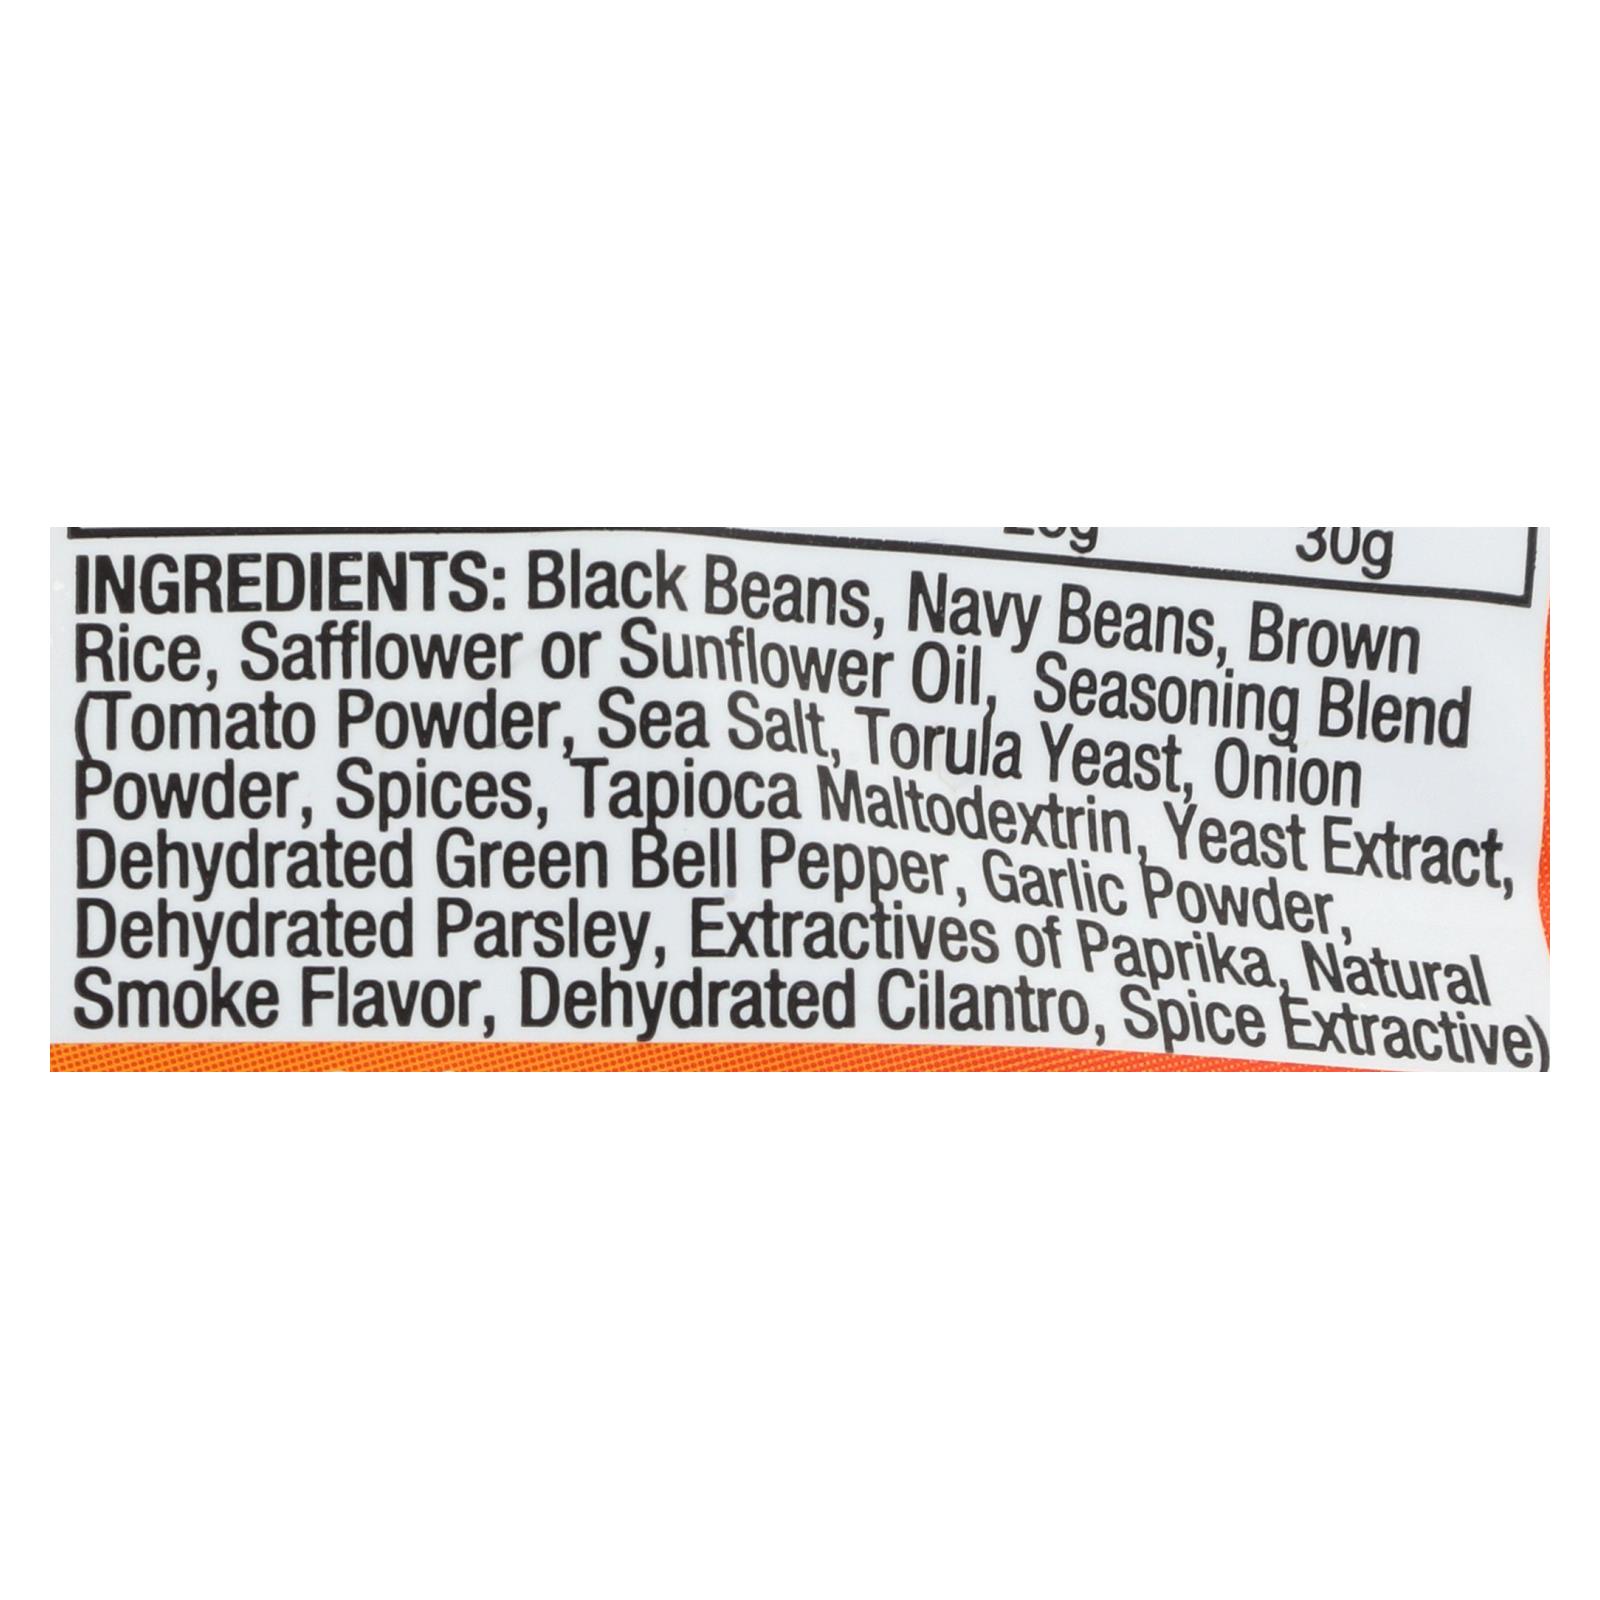 30g
INGREDIENTS: Black Beans, Navy Beans, Brown
Rice, Safflower or Sunflower Oil, Seasoning Blend
(Tomato Powder, Sea Salt, Torula Yeast, Onion
Powder, Spices, Tapioca Maltodextrin, Yeast Extract,
Dehydrated Green Bell Pepper, Garlic Powder,
Dehydrated Parsley, Extractives of Paprika, Natural
Smoke Flavor, Dehydrated Cilantro, Spice Extractive)